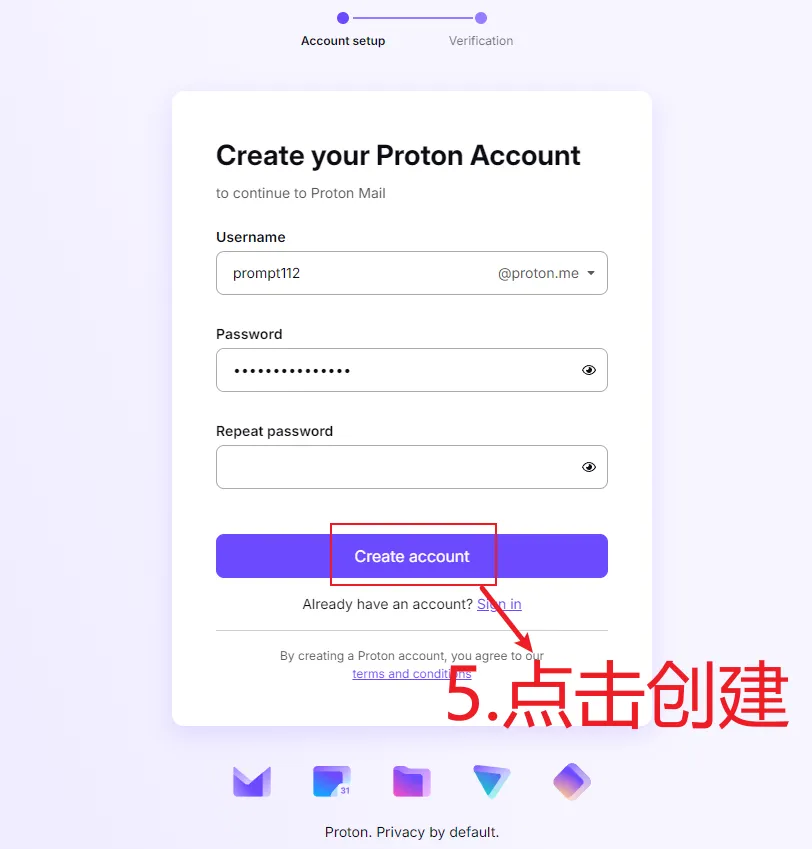 Account setup
Verification
Create your Proton Account
to continue to Proton Mail
Username
prompt112 @proton.me
Password
•••••••••••••••
Repeat password
Create account
Already have an account? Sign in
By creating a Proton account, you agree to our
terms and conditions
5.点击创建
31
Proton. Privacy by default.